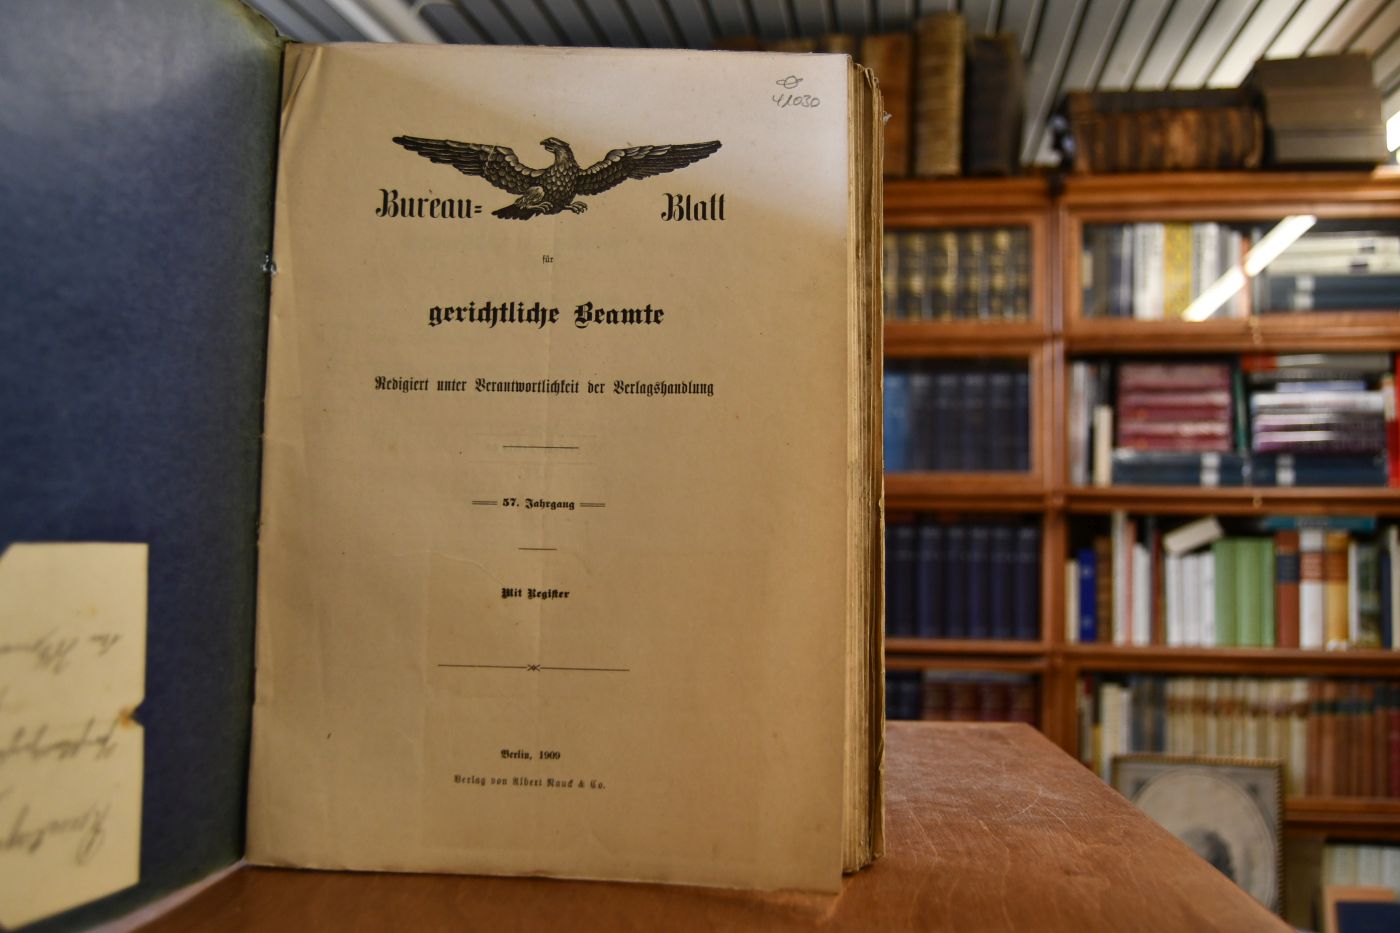 41030
Bureau= Blatt
für
gerichtliche Beamte
Redigiert unter Verantwortlichkeit der Verlagshandlung
57. Jahrgang
Mit Register
Berlin, 1909
Verlag von Albert Nauck & Co.